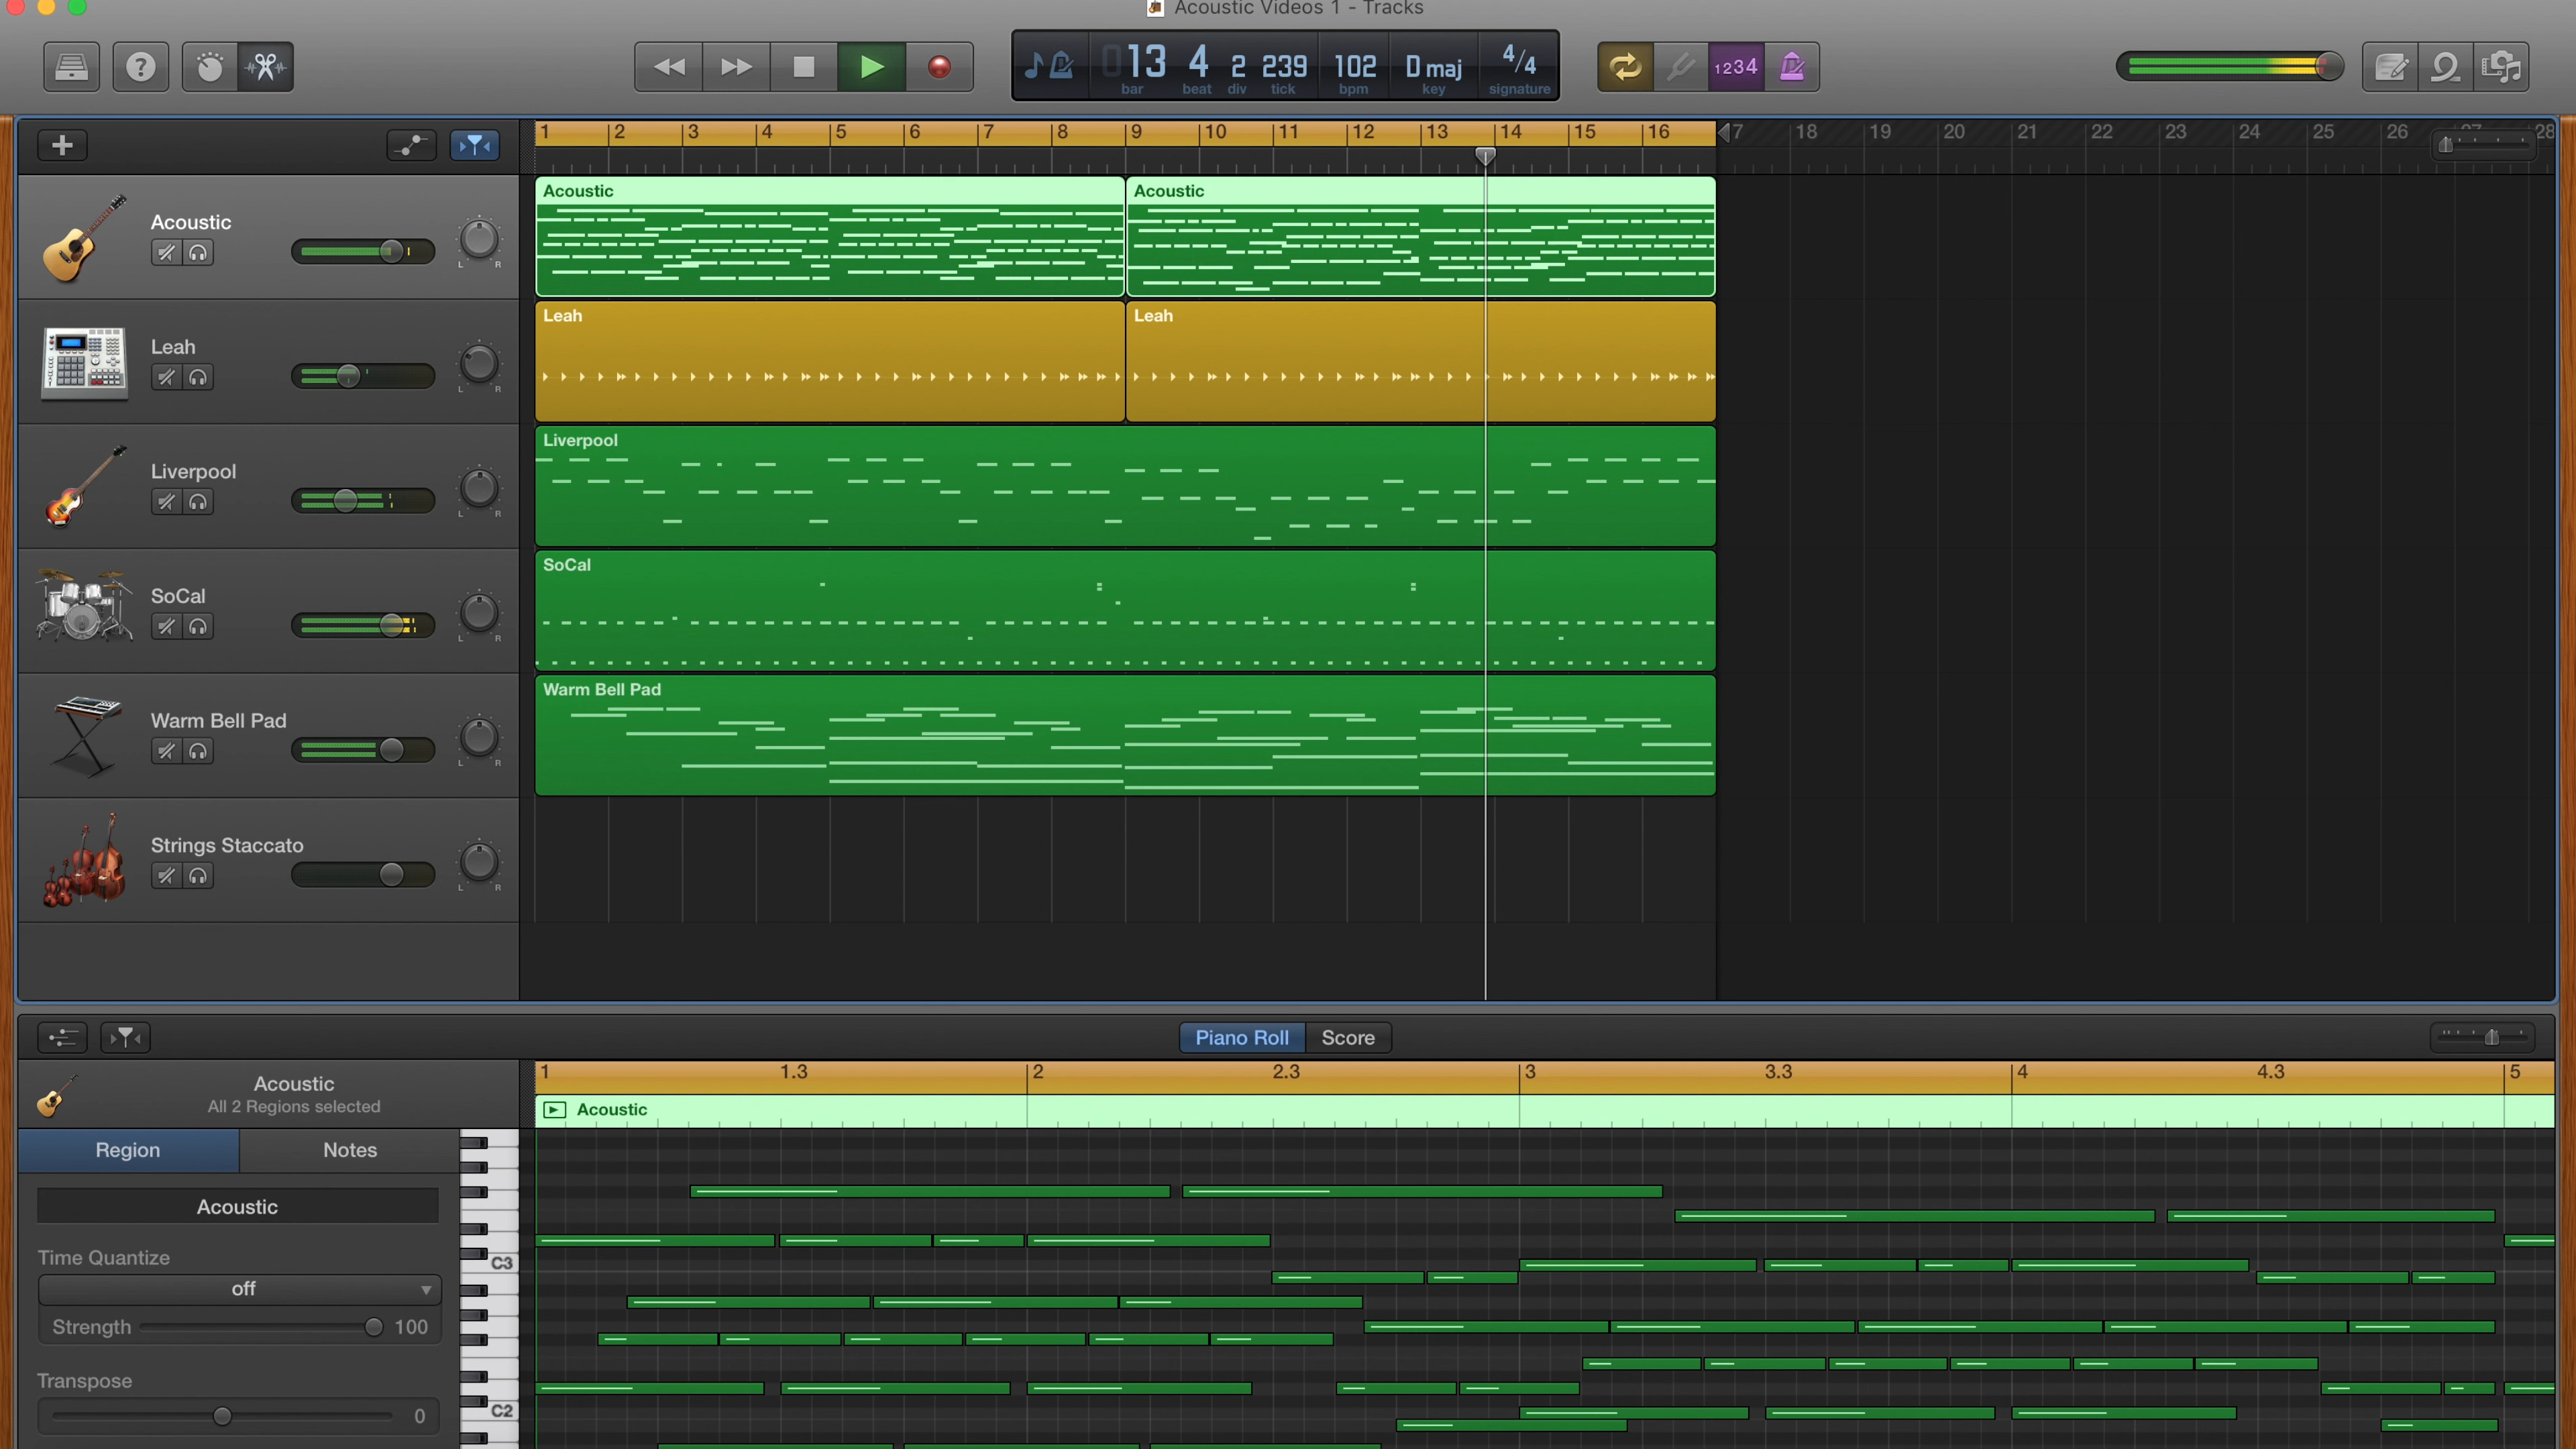 Acoustic Videos 1 - Tracks
13 4 2 239 102 D maj 4/4
bar beat div tick bpm key signature
1234
1 2 3 4 5 6 7 8 9 10 11 12 13 14 15 16 7 18 19 20 21 22 23 24 25 26 27 28
Acoustic
L R
Acoustic Acoustic
Leah
L R
Leah Leah
Liverpool
L R
Liverpool
SoCal
L R
SoCal
Warm Bell Pad
L R
Warm Bell Pad
Strings Staccato
L R
Piano Roll Score
1 1.3 2 2.3 3 3.3 4 4.3 5
Acoustic
All 2 Regions selected
Acoustic
Region Notes
Acoustic
Time Quantize
off
Strength 100
Transpose
0
C3
C2